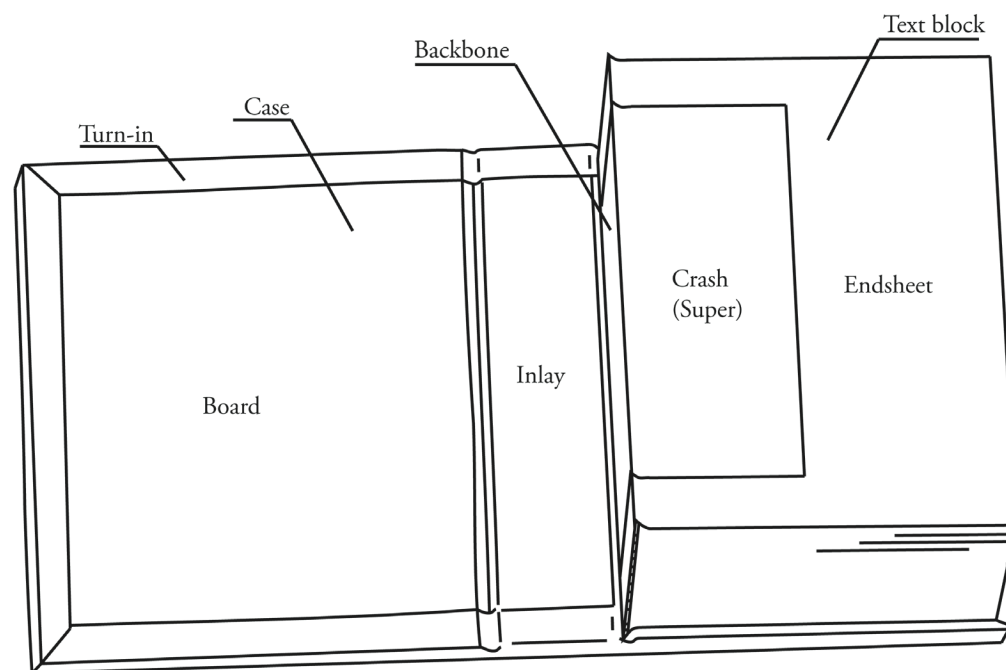 Text block
Backbone
Case
Turn-in
Crash
(Super)
Endsheet
Inlay
Board